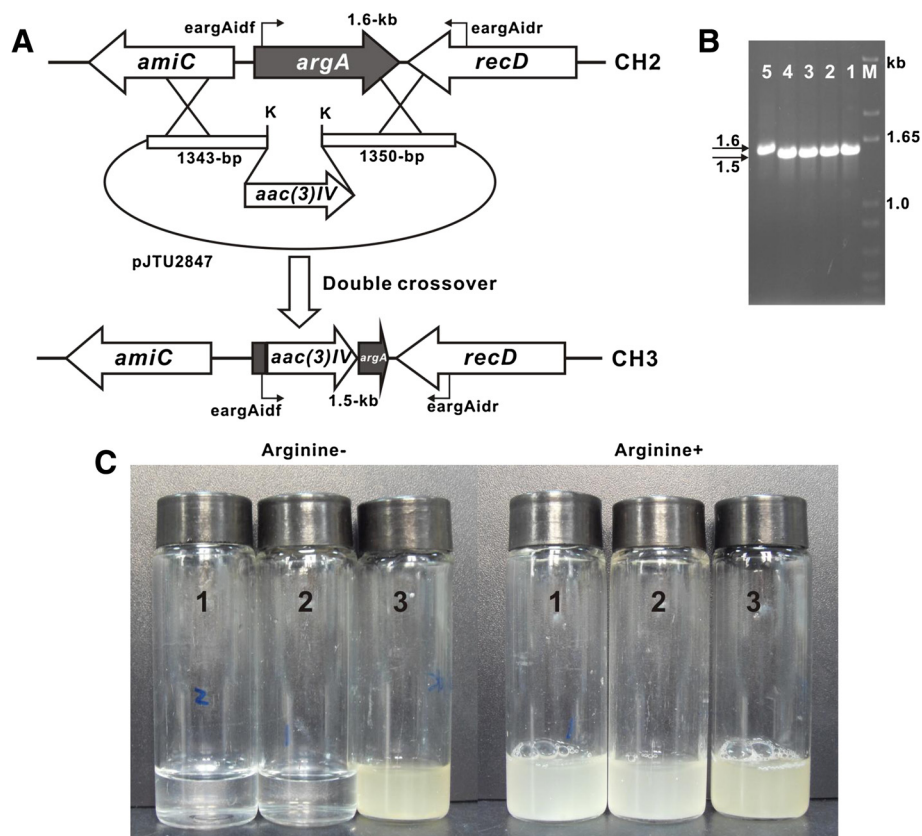 A
eargAidf
1.6-kb
eargAidr
amiC
argA
recD
CH2
K
K
1343-bp
1350-bp
aac(3)IV
pJTU2847
Double crossover
amiC
aac(3)IV
argA
recD
CH3
eargAidf
1.5-kb
eargAidr
B
kb
5 4 3 2 1 M
1.6
1.5
1.65
1.0
C
Arginine-
Arginine+
1 2 3
1 2 3